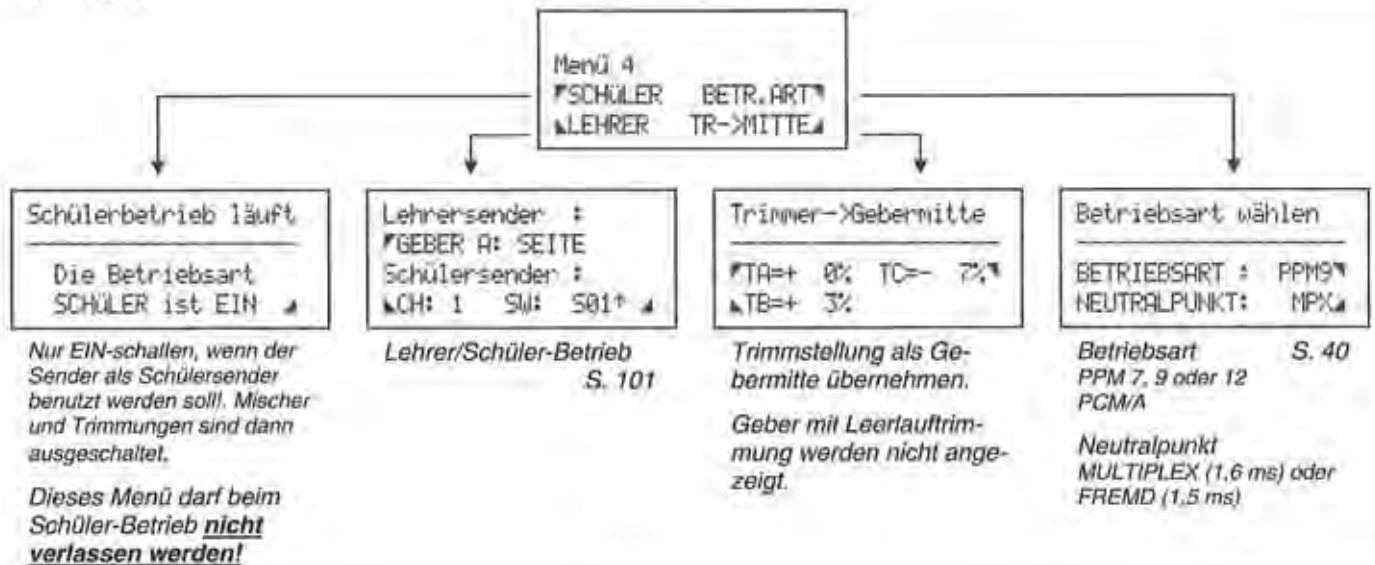 Menü 4
SCHüLER BETR.ART
LEHRER TR->MITTE
Schülerbetrieb läuft
Die Betriebsart
SCHüLER ist EIN
Nur EIN-schalten, wenn der
Sender als Schülersender
benutzt werden soll!. Mischer
und Trimmungen sind dann
ausgeschaltet.
Dieses Menü darf beim
Schüler-Betrieb nicht
verlassen werden!
Lehrersender :
GEBER A: SEITE
Schülersender :
CH: 1 SW: S01↑
Lehrer/Schüler-Betrieb
S. 101
Trimmer->Gebermitte
TA=+ 0% TC=- 7%
TB=+ 3%
Trimmstellung als Ge-
bermitte übernehmen.
Geber mit Leerlauftrim-
mung werden nicht ange-
zeigt.
Betriebsart wählen
BETRIEBSART : PPM9
NEUTRALPUNKT: MPX
Betriebsart S. 40
PPM 7, 9 oder 12
PCM/A
Neutralpunkt
MULTIPLEX (1,6 ms) oder
FREMD (1,5 ms)